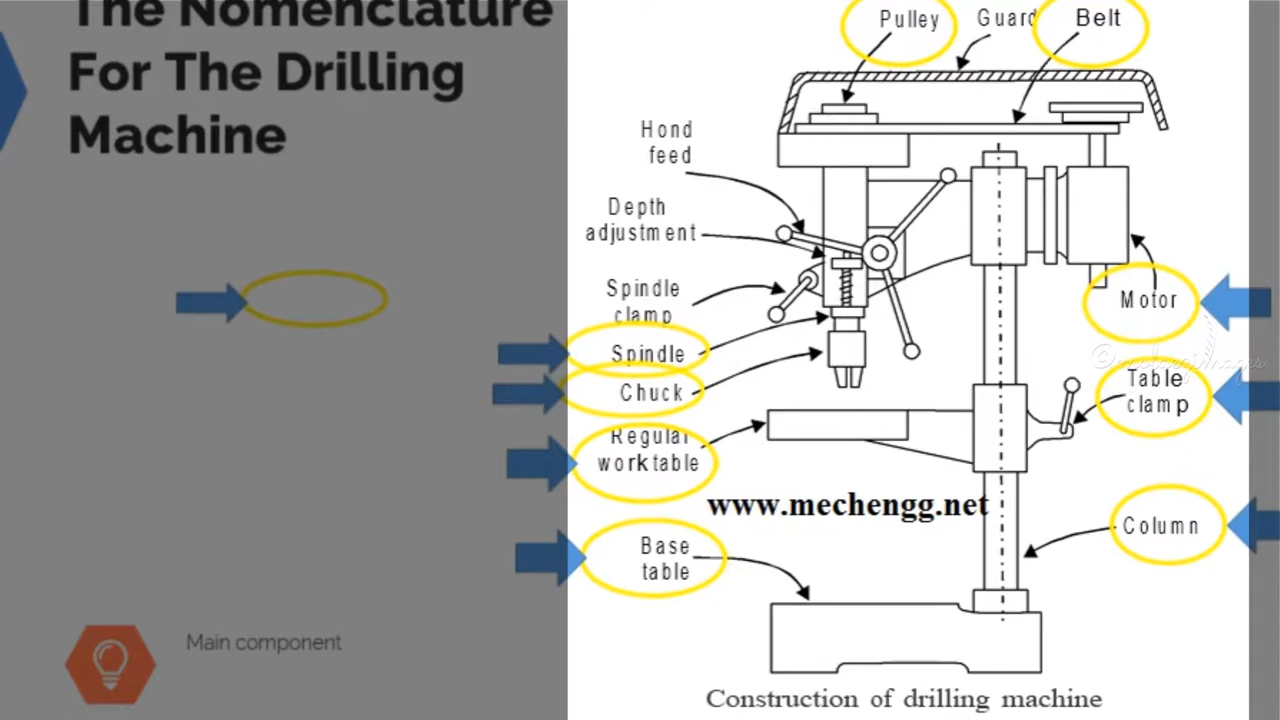 The Nomenclature
For The Drilling
Machine
Pulley
Guard
Belt
Hond
feed
Depth
adjustment
Spindle
clamp
Spindle
Chuck
Regular
work table
Base
table
Motor
Table
clamp
Column
www.mechengg.net
Main component
Construction of drilling machine